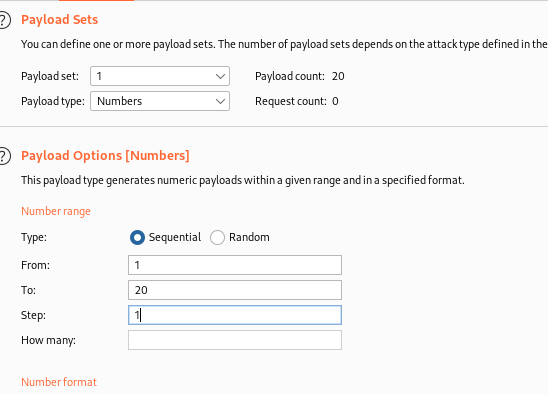 Payload Sets
You can define one or more payload sets. The number of payload sets depends on the attack type defined in the
Payload set: 1 Payload count: 20
Payload type: Numbers Request count: 0
Payload Options [Numbers]
This payload type generates numeric payloads within a given range and in a specified format.
Number range
Type: Sequential Random
From: 1
To: 20
Step: 1
How many:
Number format